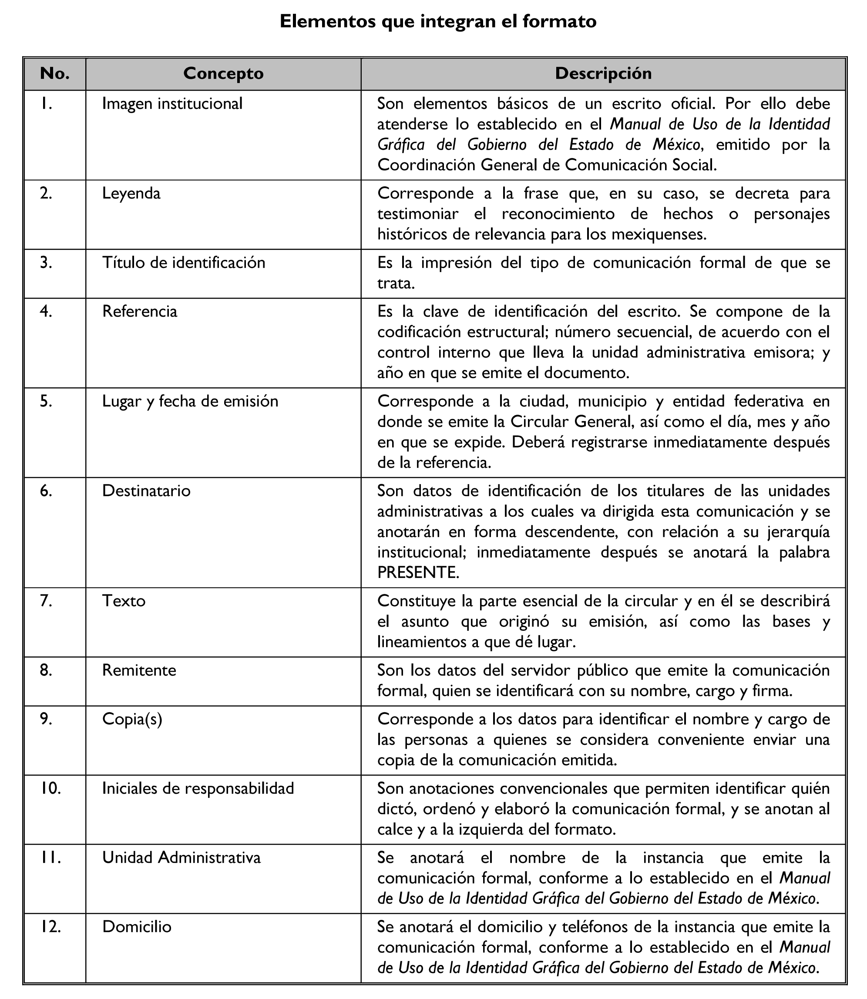 Elementos que integran el formato
No. Concepto Descripción
1. Imagen institucional Son elementos básicos de un escrito oficial. Por ello debe
atenderse lo establecido en el Manual de Uso de la Identidad
Gráfica del Gobierno del Estado de México, emitido por la
Coordinación General de Comunicación Social.
2. Leyenda Corresponde a la frase que, en su caso, se decreta para
testimoniar el reconocimiento de hechos o personajes
históricos de relevancia para los mexiquenses.
3. Título de identificación Es la impresión del tipo de comunicación formal de que se
trata.
4. Referencia Es la clave de identificación del escrito. Se compone de la
codificación estructural; número secuencial, de acuerdo con el
control interno que lleva la unidad administrativa emisora; y
año en que se emite el documento.
5. Lugar y fecha de emisión Corresponde a la ciudad, municipio y entidad federativa en
donde se emite la Circular General, así como el día, mes y año
en que se expide. Deberá registrarse inmediatamente después
de la referencia.
6. Destinatario Son datos de identificación de los titulares de las unidades
administrativas a los cuales va dirigida esta comunicación y se
anotarán en forma descendente, con relación a su jerarquía
institucional; inmediatamente después se anotará la palabra
PRESENTE.
7. Texto Constituye la parte esencial de la circular y en él se describirá
el asunto que originó su emisión, así como las bases y
lineamientos a que dé lugar.
8. Remitente Son los datos del servidor público que emite la comunicación
formal, quien se identificará con su nombre, cargo y firma.
9. Copia(s) Corresponde a los datos para identificar el nombre y cargo de
las personas a quienes se considera conveniente enviar una
copia de la comunicación emitida.
10. Iniciales de responsabilidad Son anotaciones convencionales que permiten identificar quién
dictó, ordenó y elaboró la comunicación formal, y se anotan al
calce y a la izquierda del formato.
11. Unidad Administrativa Se anotará el nombre de la instancia que emite la
comunicación formal, conforme a lo establecido en el Manual
de Uso de la Identidad Gráfica del Gobierno del Estado de México.
12. Domicilio Se anotará el domicilio y teléfonos de la instancia que emite la
comunicación formal, conforme a lo establecido en el Manual
de Uso de la Identidad Gráfica del Gobierno del Estado de México.